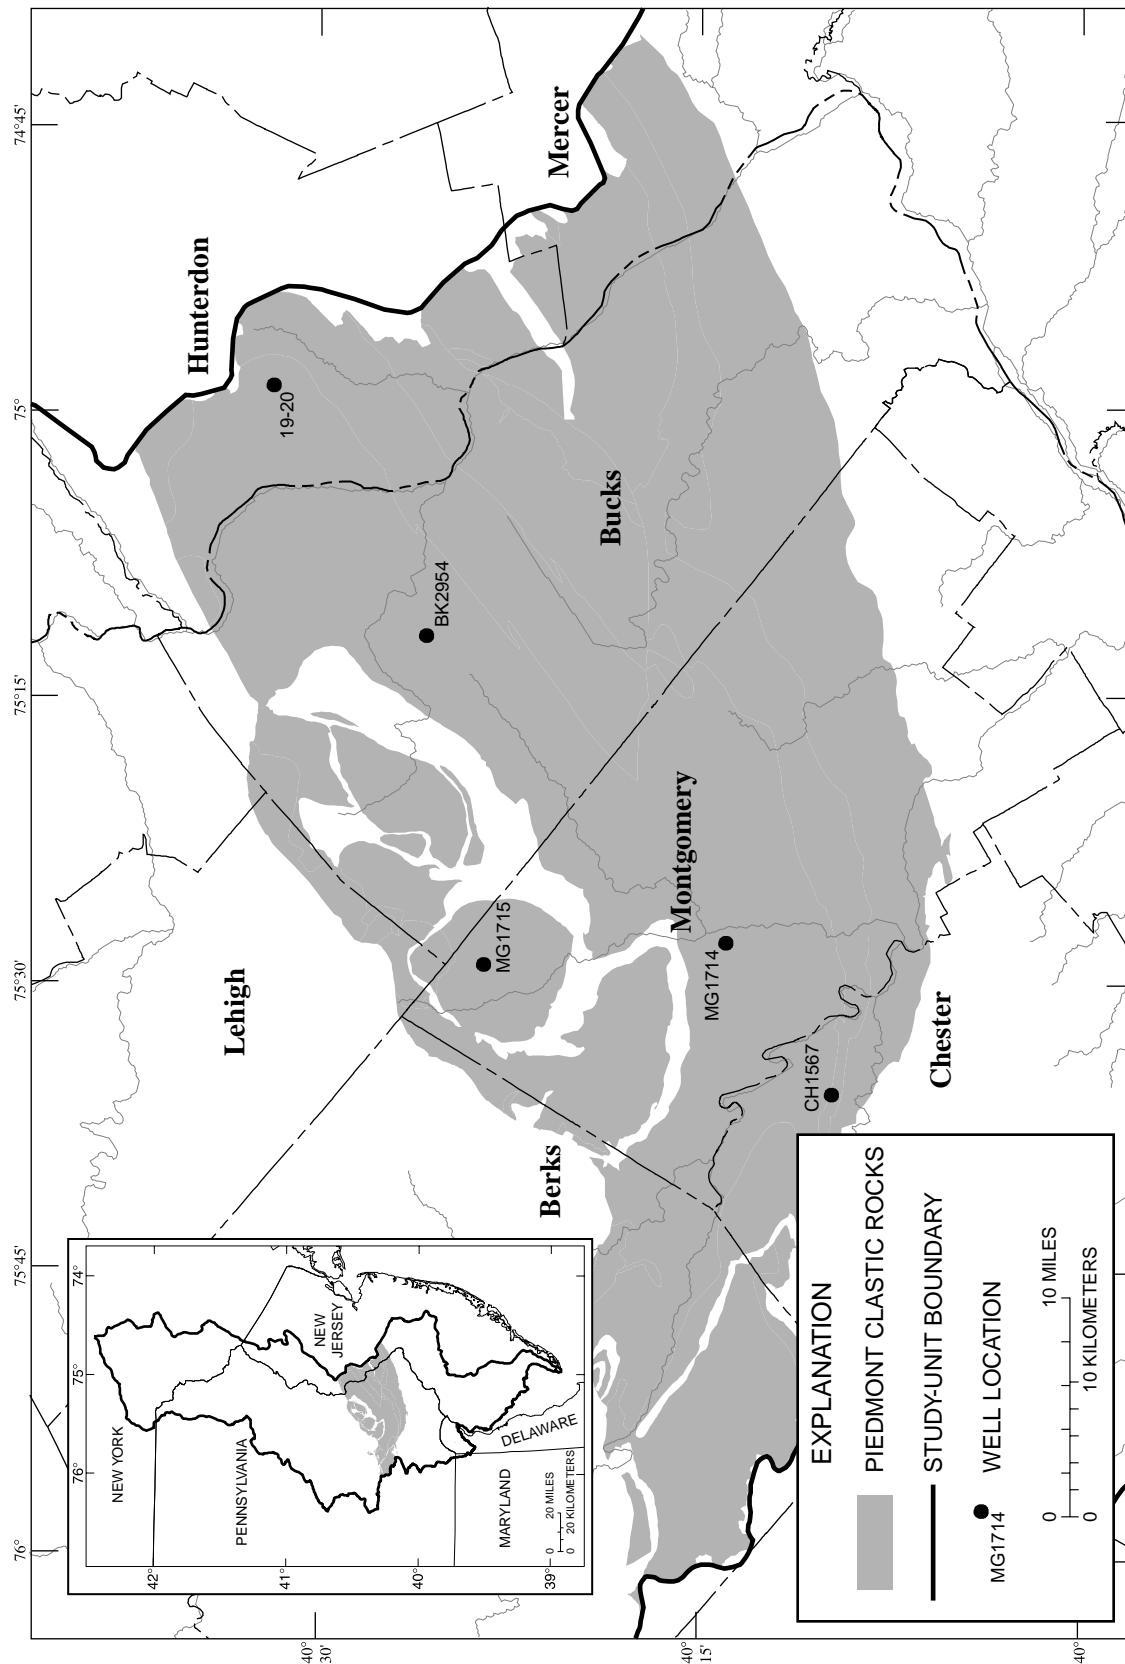 76°
75°45'
75°30'
75°15'
75°
74°45'
40°
30'
40°
15'
40°
Hunterdon
Mercer
Bucks
Montgomery
Lehigh
Berks
Chester
19-20
BK2954
MG1715
MG1714
CH1567
NEW YORK
PENNSYLVANIA
NEW
JERSEY
MARYLAND
DELAWARE
76°
75°
74°
42°
41°
40°
39°
0 20 MILES
0 20 KILOMETERS
EXPLANATION
PIEDMONT CLASTIC ROCKS
STUDY-UNIT BOUNDARY
MG1714
WELL LOCATION
0 10 MILES
0 10 KILOMETERS